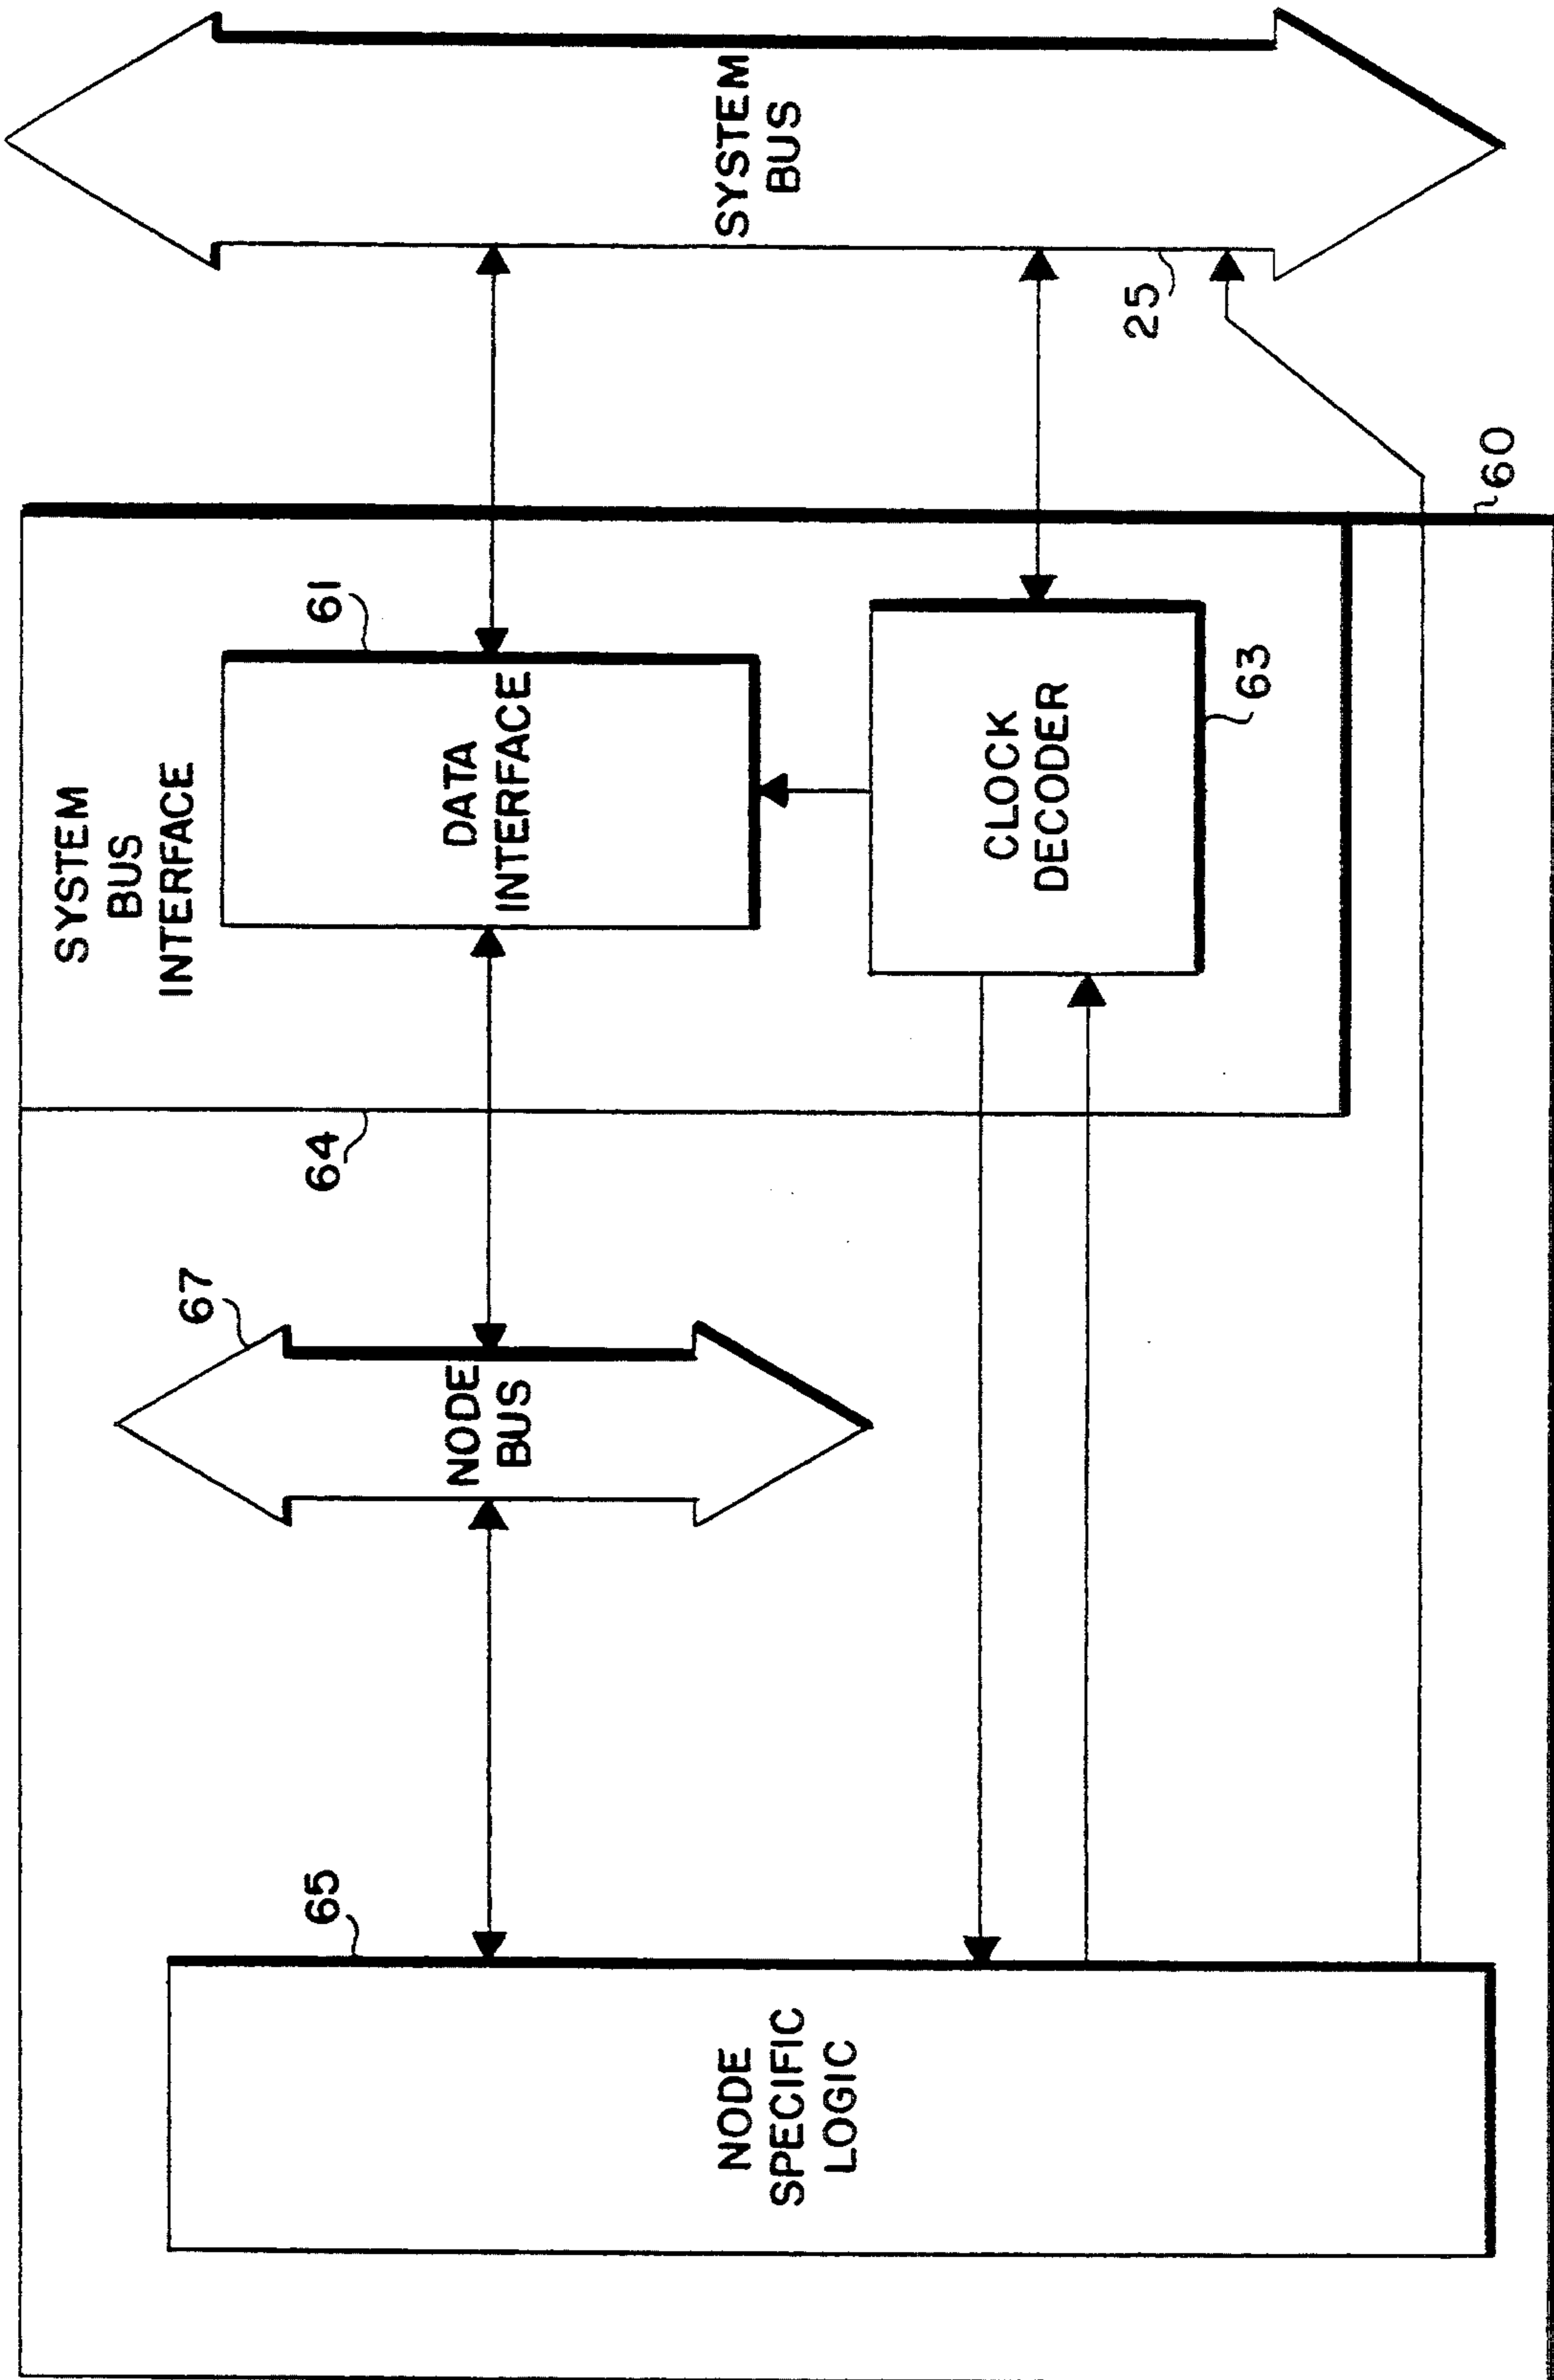 SYSTEM
BUS
INTERFACE
67
65
64
61
NODE
BUS
DATA
INTERFACE
NODE
SPECIFIC
LOGIC
SYSTEM
BUS
CLOCK
DECODER
25
63
60